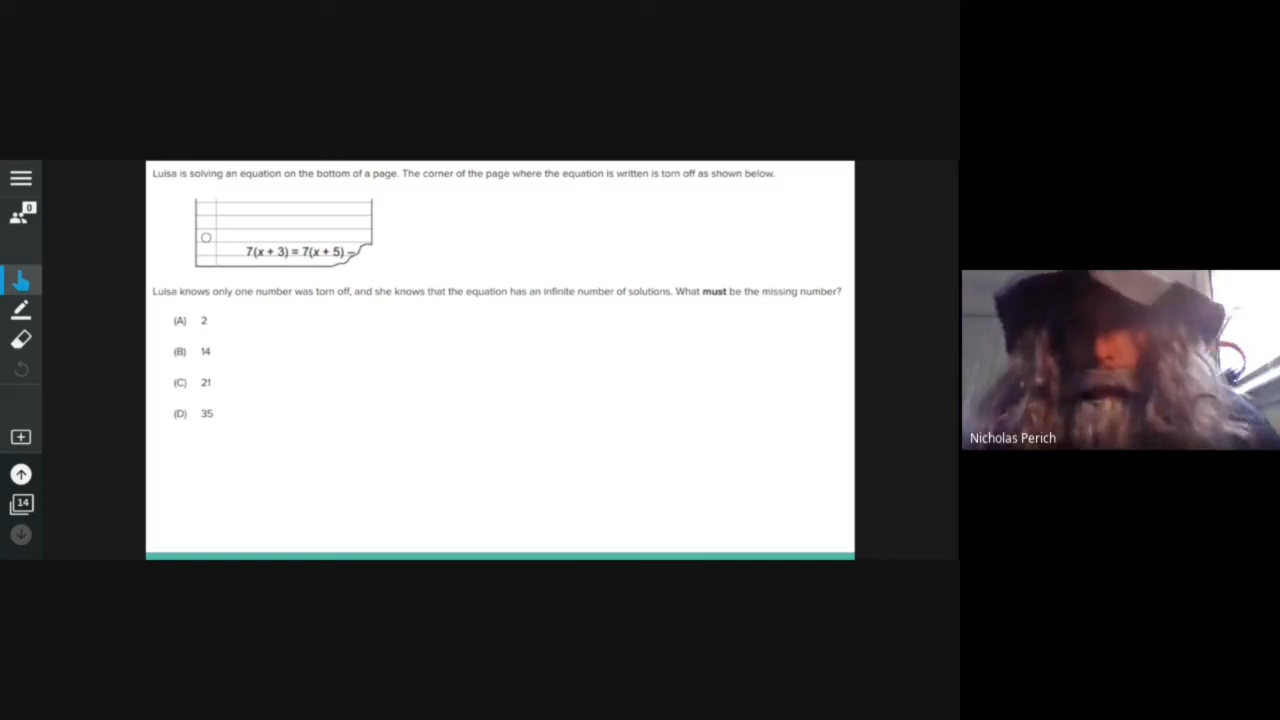 Luisa is solving an equation on the bottom of a page. The corner of the page where the equation is written is torn off as shown below.
7(x + 3) = 7(x + 5) –
Luisa knows only one number was torn off, and she knows that the equation has an infinite number of solutions. What must be the missing number?
(A) 2
(B) 14
(C) 21
(D) 35
0
14
Nicholas Perich